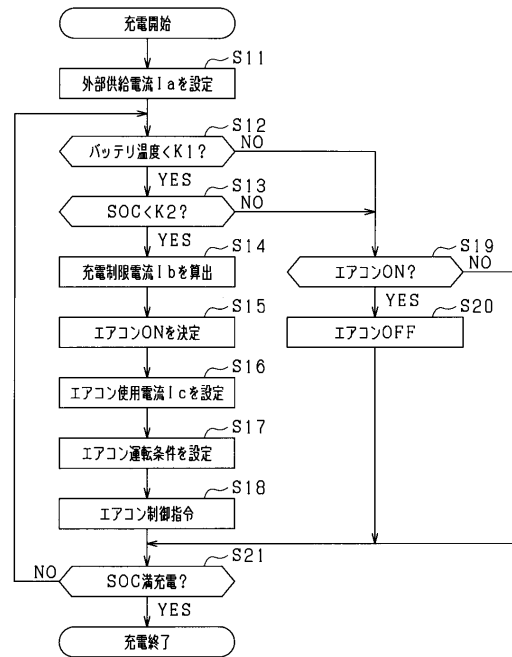 充電開始
S11
外部供給電流Iaを設定
S12
バッテリ温度<K1?
NO
YES
S13
SOC<K2?
NO
YES
S14
充電制限電流Ibを算出
S19
エアコンON?
NO
YES
S15
エアコンONを決定
S20
エアコンOFF
S16
エアコン使用電流Icを設定
S17
エアコン運転条件を設定
S18
エアコン制御指令
S21
NO
SOC満充電?
YES
充電終了